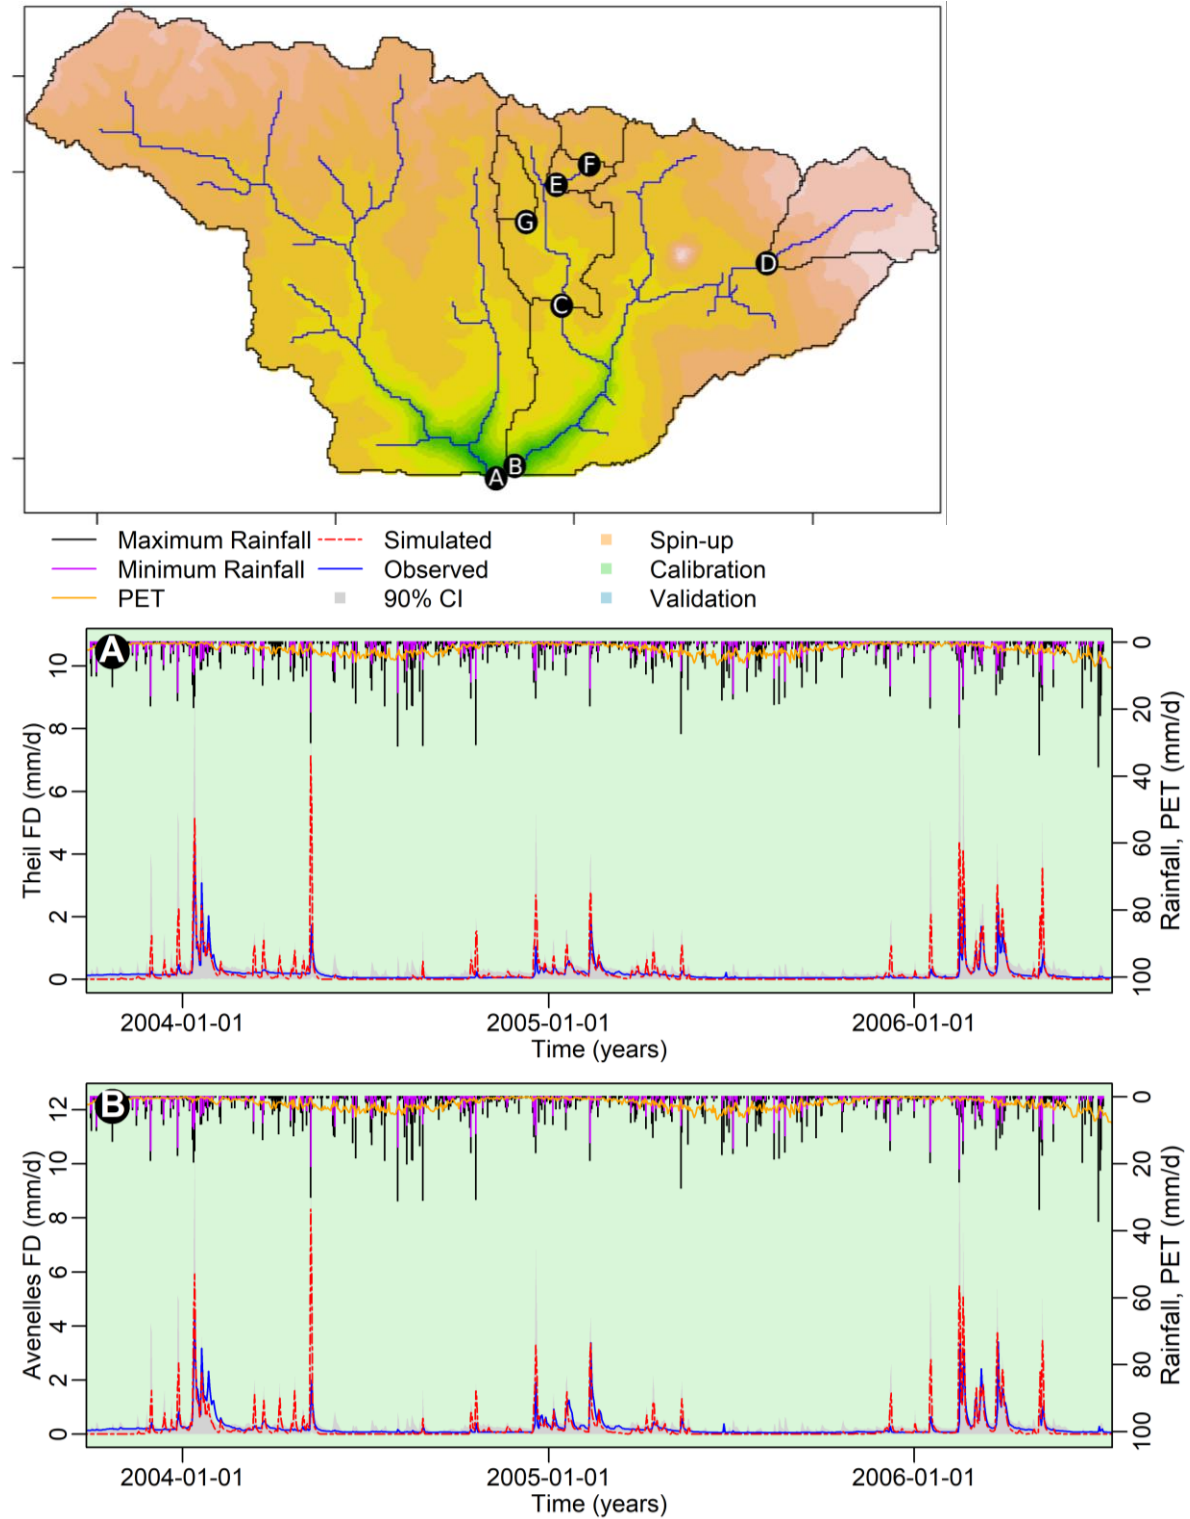 F
E
G
D
C
B
A
Maximum Rainfall Simulated Spin-up
Minimum Rainfall Observed Calibration
PET 90% CI Validation
A
Theil FD (mm/d)
10
8
6
4
2
0
0
20
40
60
80
100
Rainfall, PET (mm/d)
2004-01-01 2005-01-01 2006-01-01
Time (years)
B
Avenelles FD (mm/d)
12
10
8
6
4
2
0
0
20
40
60
80
100
Rainfall, PET (mm/d)
2004-01-01 2005-01-01 2006-01-01
Time (years)